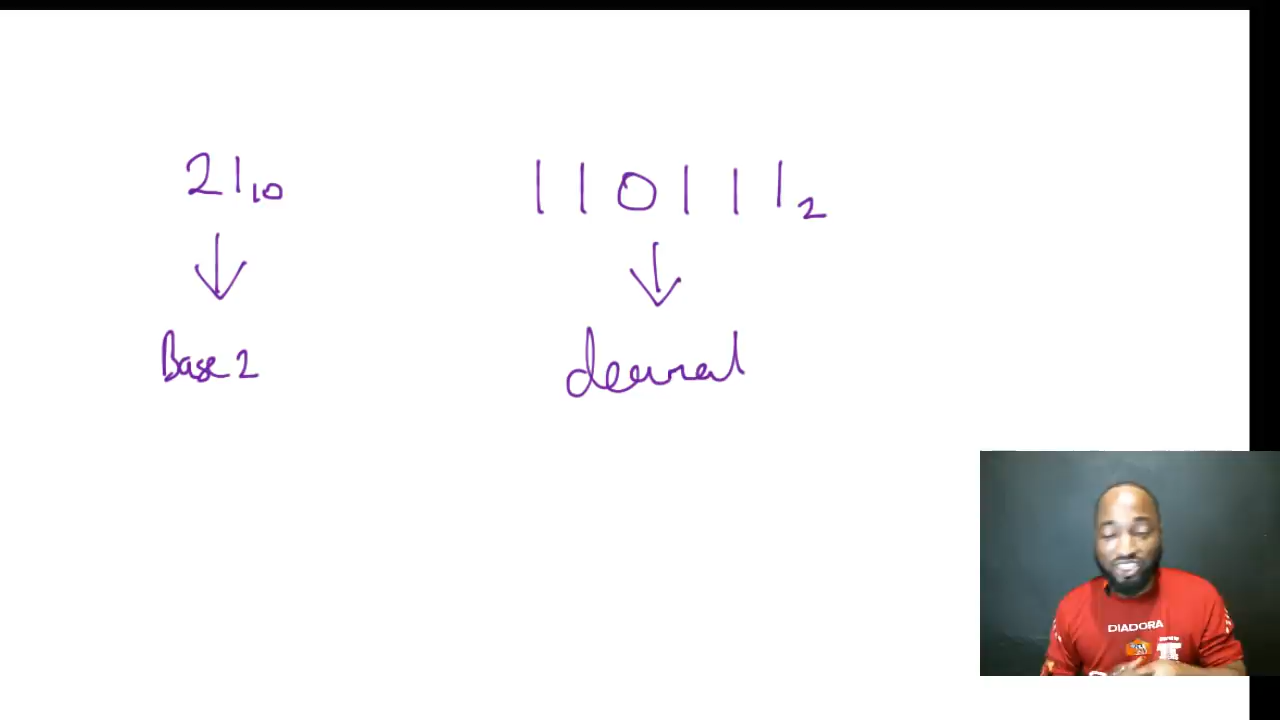 21₁₀ 110111₂
↓ ↓
Base 2 decimal
DIADORA